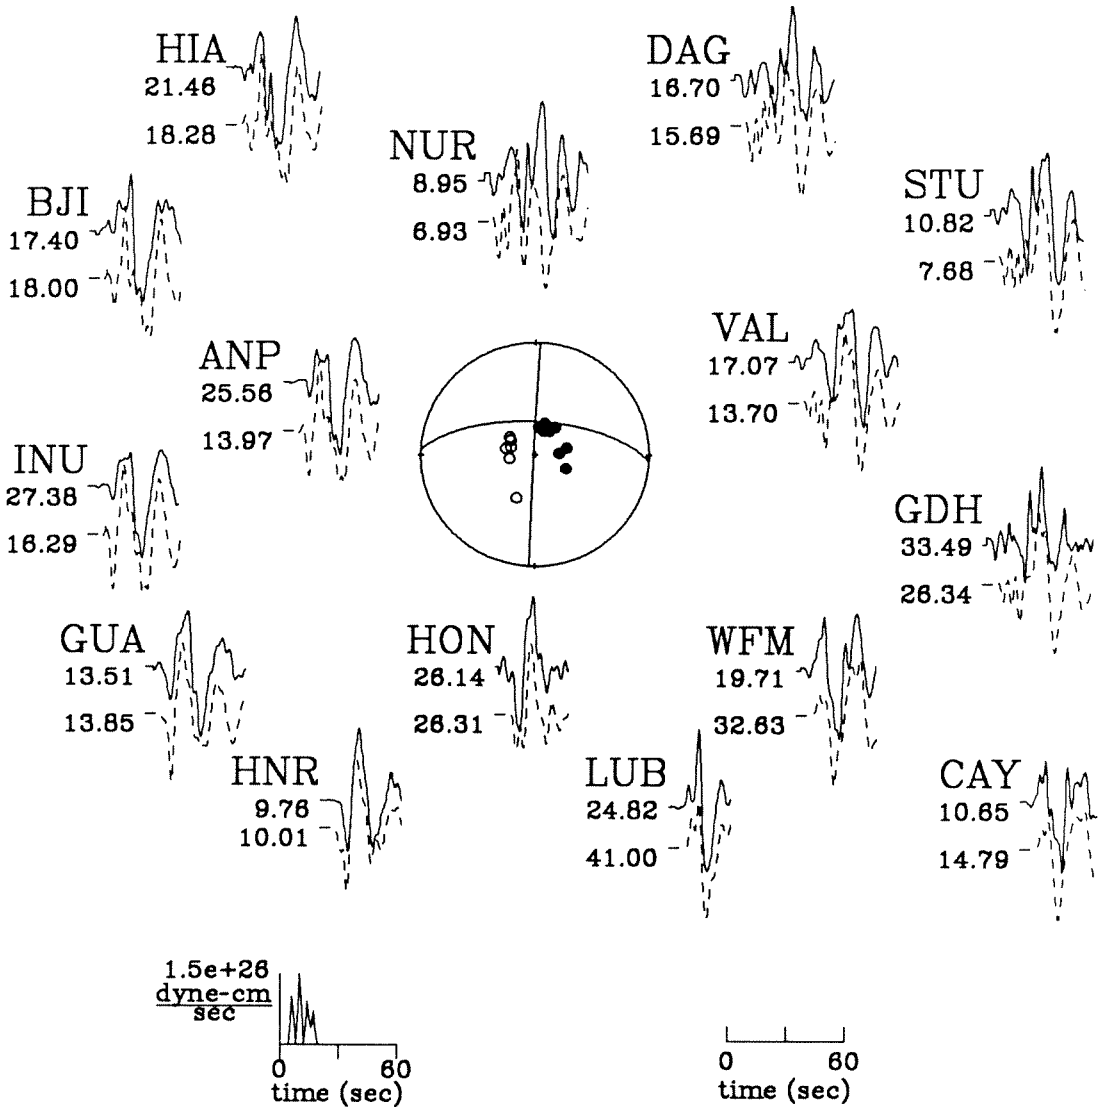 HIA
21.46
18.28
DAG
16.70
15.69
NUR
8.95
6.93
STU
10.82
7.68
BJI
17.40
18.00
ANP
25.56
13.97
VAL
17.07
13.70
INU
27.38
16.29
GDH
33.49
26.34
GUA
13.51
13.85
HON
26.14
26.31
WFM
19.71
32.63
HNR
9.76
10.01
LUB
24.82
41.00
CAY
10.65
14.79
1.5e+26
dyne-cm
sec
0 60
time (sec)
0 60
time (sec)